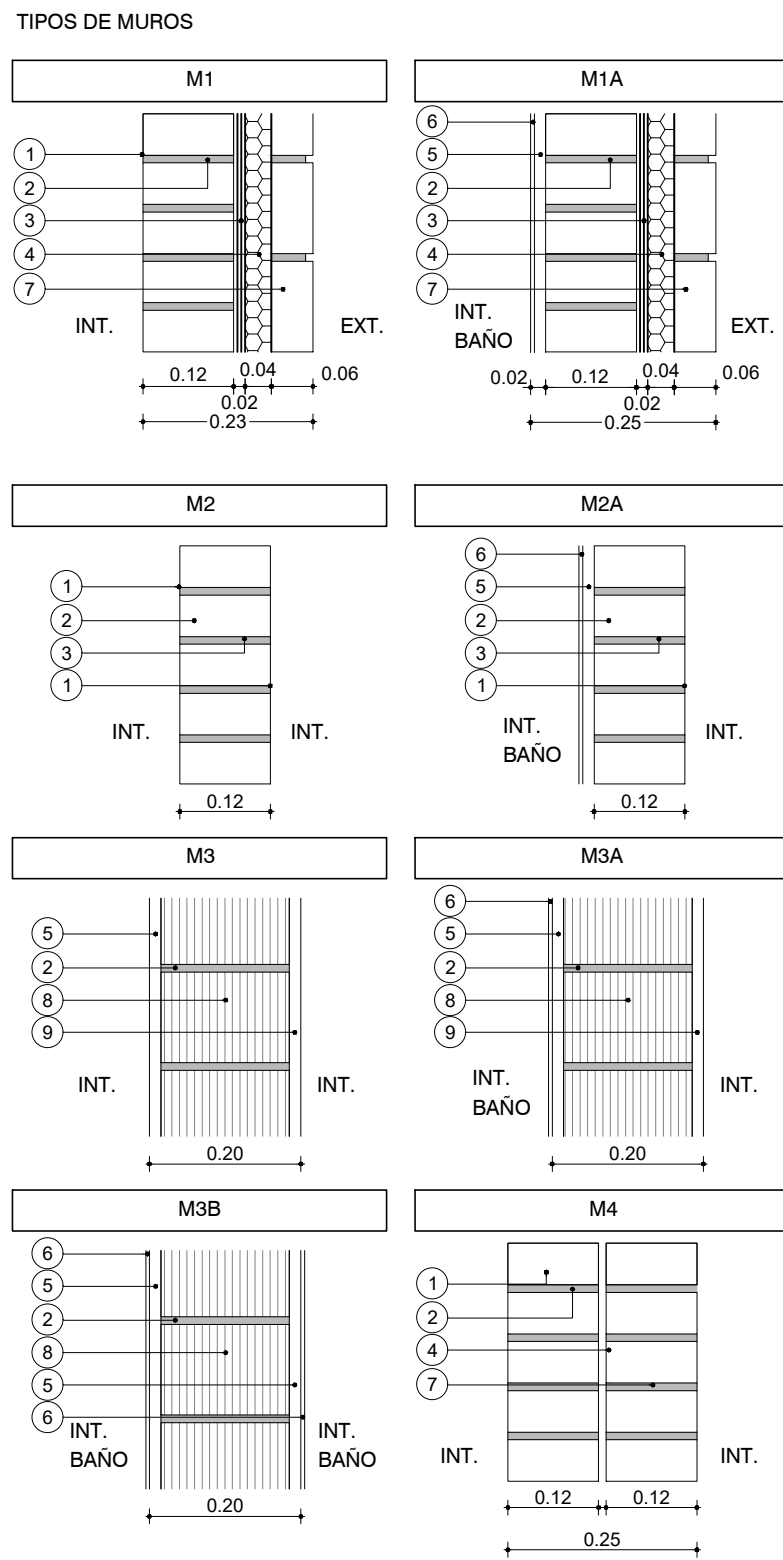 TIPOS DE MUROS
M1
1
2
3
4
7
INT.
EXT.
0.12
0.04
0.06
0.02
0.23
M1A
6
5
2
3
4
7
INT.
BAÑO
EXT.
0.02
0.12
0.04
0.06
0.02
0.25
M2
1
2
3
1
INT.
INT.
0.12
M2A
6
5
2
3
1
INT.
BAÑO
INT.
0.12
M3
5
2
8
9
INT.
INT.
0.20
M3A
6
5
2
8
9
INT.
BAÑO
INT.
0.20
M3B
6
5
2
8
5
6
INT.
BAÑO
INT.
BAÑO
0.20
M4
1
2
4
7
INT.
INT.
0.12
0.12
0.25